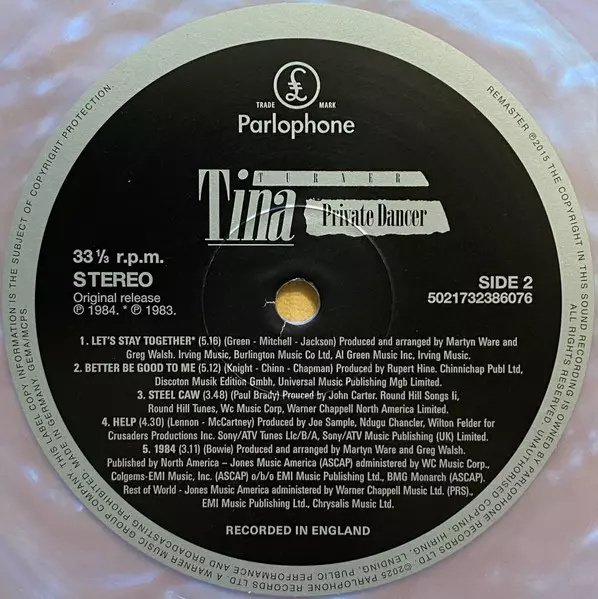 £
TRADE MARK
Parlophone
TURNER
Tina
Private Dancer
33 ⅓ r.p.m.
STEREO
Original release
℗ 1984. * ℗ 1983.
SIDE 2
5021732386076
1. LET'S STAY TOGETHER* (5.16) (Green - Mitchell - Jackson) Produced and arranged by Martyn Ware and
Greg Walsh. Irving Music, Burlington Music Co Ltd, Al Green Music Inc, Irving Music.
2. BETTER BE GOOD TO ME (5.12) (Knight - Chinn - Chapman) Produced by Rupert Hine. Chinnichap Publ Ltd,
Discoton Musik Edition Gmbh, Universal Music Publishing Mgb Limited.
3. STEEL CAW (3.48) (Paul Brady) Prouced by John Carter. Round Hill Songs Ii,
Round Hill Tunes, Wc Music Corp, Warner Chappell North America Limited.
4. HELP (4.30) (Lennon - McCartney) Produced by Joe Sample, Ndugu Chancler, Wilton Felder for
Crusaders Productions Inc. Sony/ATV Tunes Llc/B/A, Sony/ATV Music Publishing (UK) Limited.
5. 1984 (3.11) (Bowie) Produced and arranged by Martyn Ware and Greg Walsh.
Published by North America – Jones Music America (ASCAP) administered by WC Music Corp.,
Colgems-EMI Music, Inc. (ASCAP) o/b/o EMI Music Publishing Ltd., BMG Monarch (ASCAP).
Rest of World - Jones Music America administered by Warner Chappell Music Ltd. (PRS).,
EMI Music Publishing Ltd., Chrysalis Music Ltd.
RECORDED IN ENGLAND
REMASTER ℗2015 THE COPYRIGHT IN THIS SOUND RECORDING IS OWNED BY PARLOPHONE RECORDS LTD. ©2025 PARLOPHONE RECORDS LTD. A WARNER MUSIC GROUP COMPANY. THIS LABEL COPY INFORMATION IS THE SUBJECT OF COPYRIGHT PROTECTION.
ALL RIGHTS RESERVED. UNAUTHORISED COPYING, HIRING, LENDING, PUBLIC PERFORMANCE AND BROADCASTING PROHIBITED. MADE IN GERMANY. GEMA/MCPS.